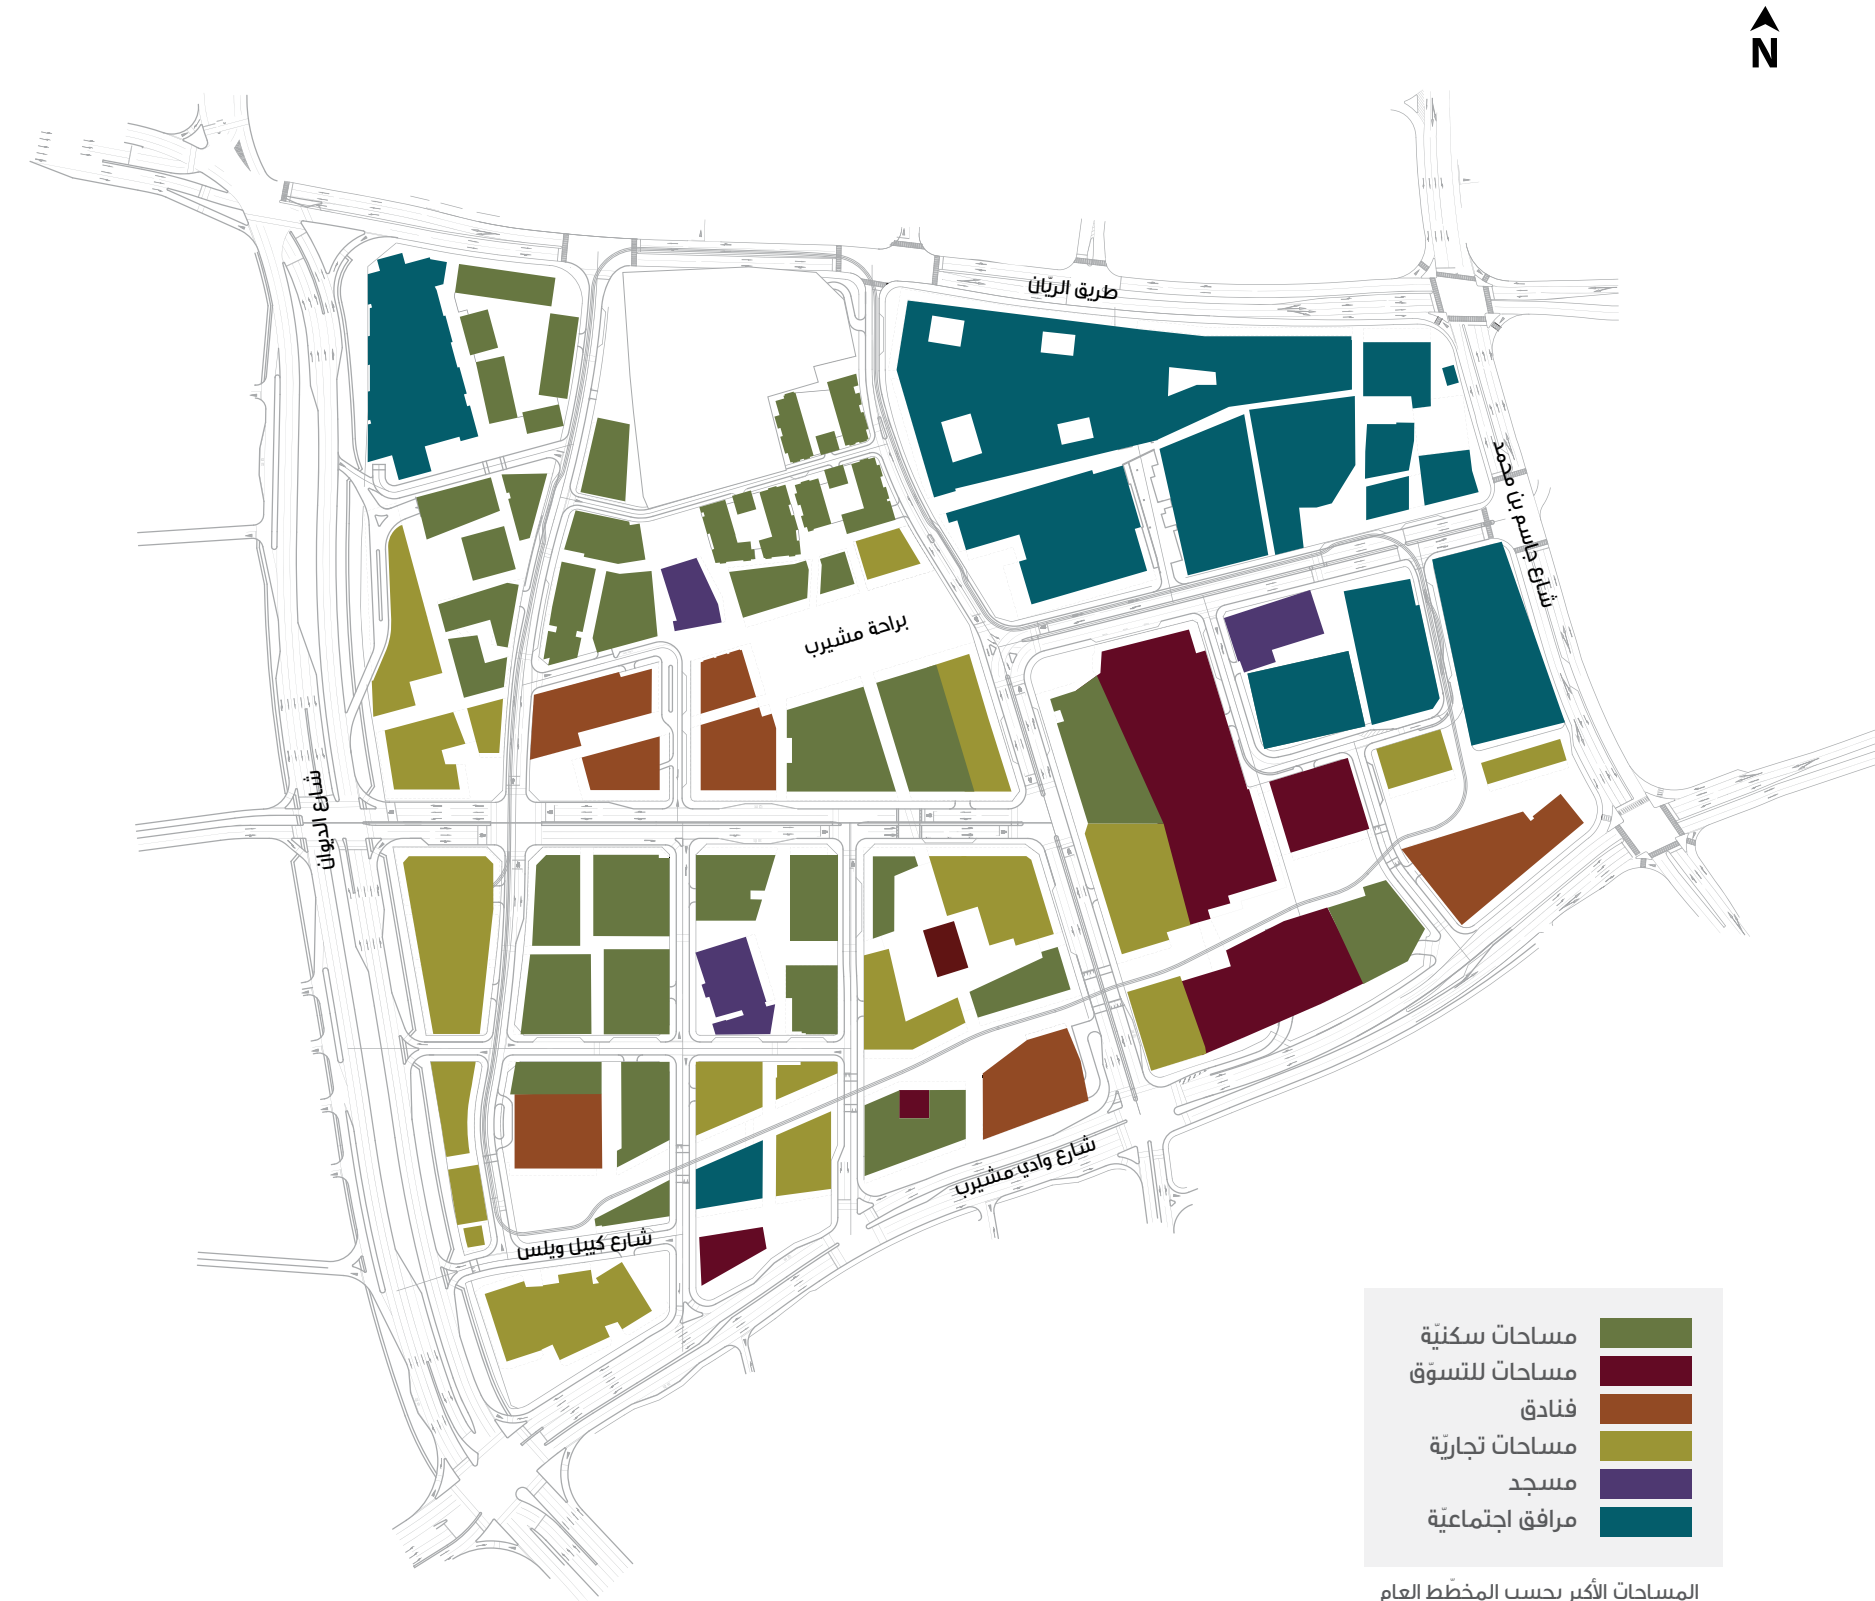 N
طريق الريّان
شارع جاسم بن محمد
براحة مشيرب
شارع الديوان
شارع وادي مشيرب
شارع كيبل ويلس
مساحات سكنيّة
مساحات للتسوّق
فنادق
مساحات تجاريّة
مسجد
مرافق اجتماعيّة
المساحات الأكبر بحسب المخطّط العام